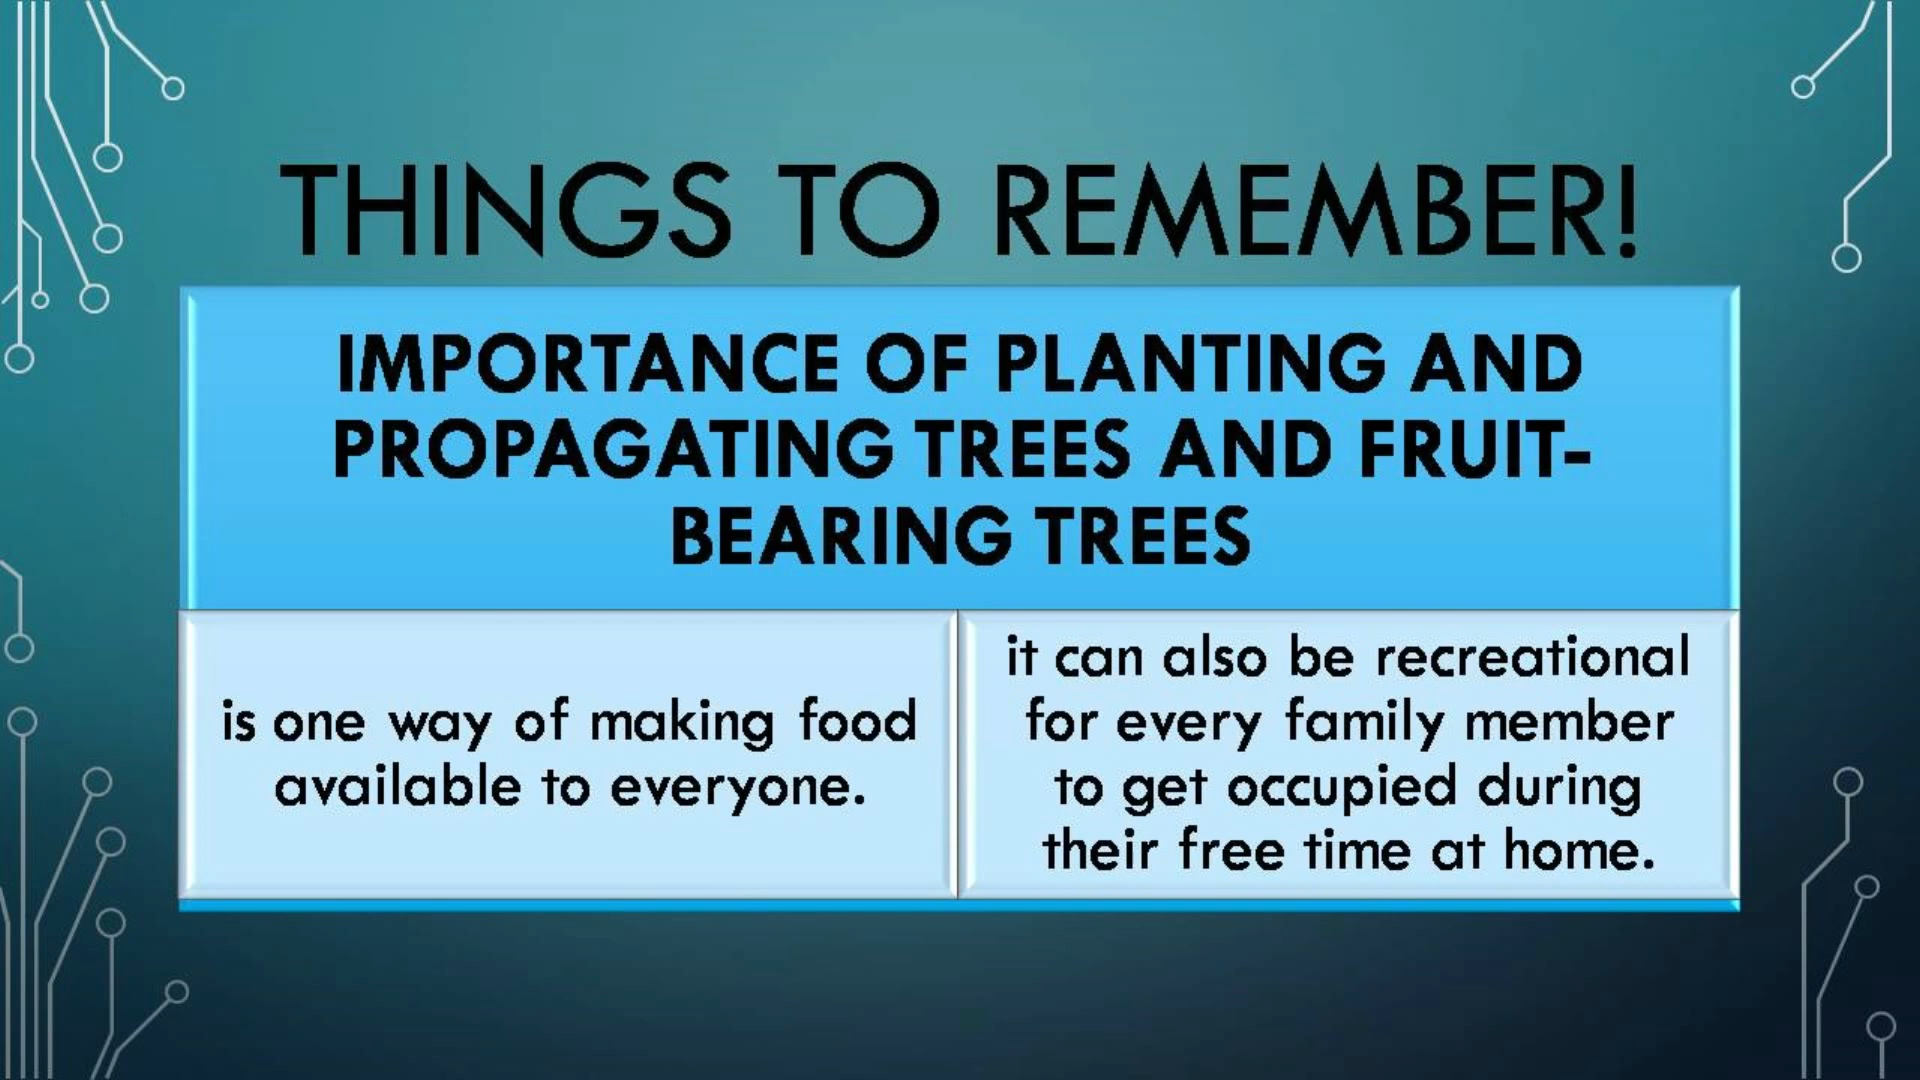 THINGS TO REMEMBER!
IMPORTANCE OF PLANTING AND
PROPAGATING TREES AND FRUIT-
BEARING TREES
is one way of making food
available to everyone.
it can also be recreational
for every family member
to get occupied during
their free time at home.